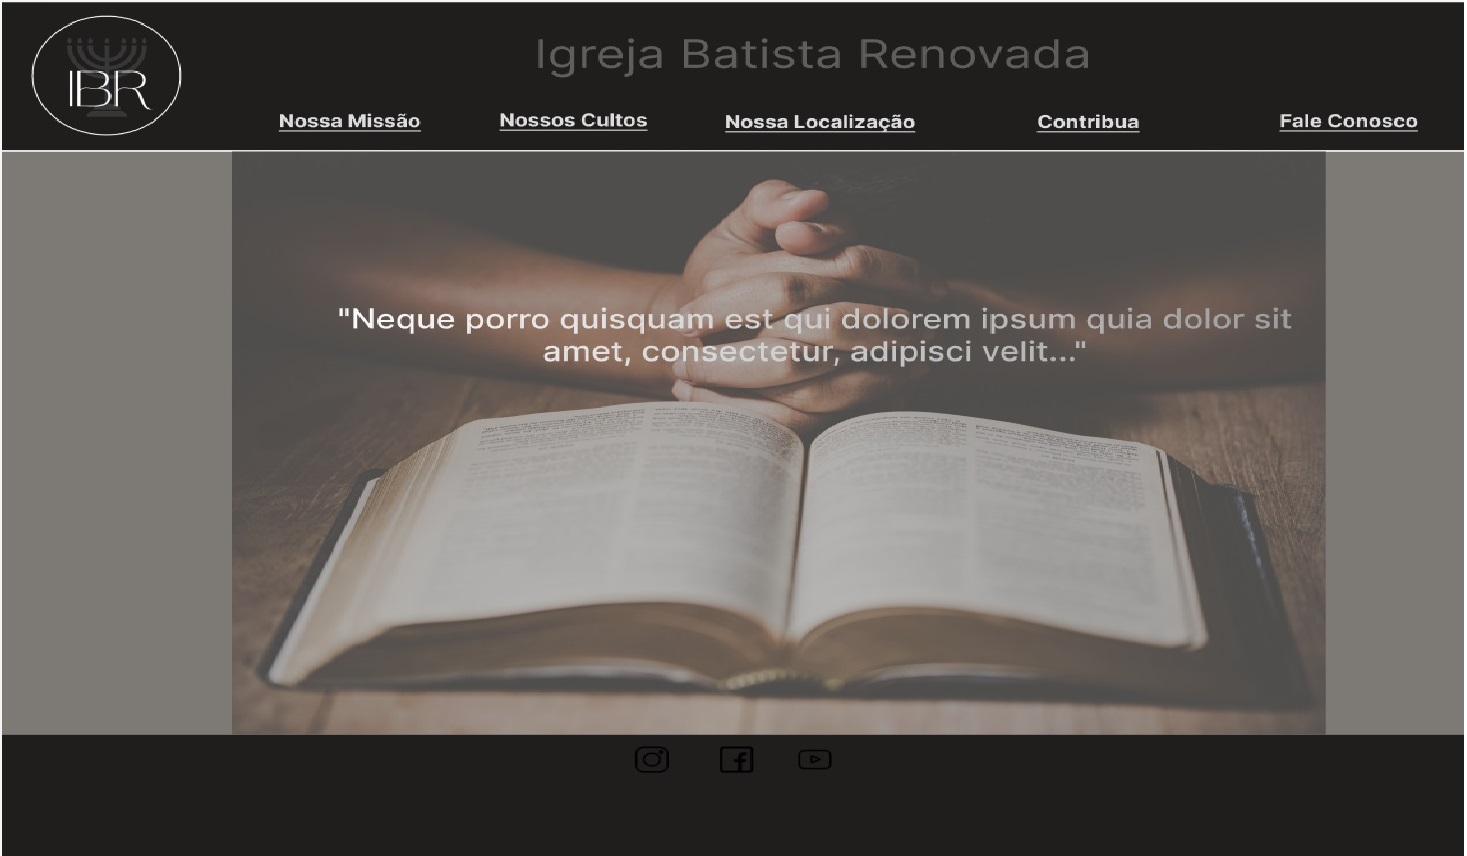 IBR
Igreja Batista Renovada
Nossa Missão
Nossos Cultos
Nossa Localização
Contribua
Fale Conosco
"Neque porro quisquam est qui dolorem ipsum quia dolor sit
amet, consectetur, adipisci velit..."